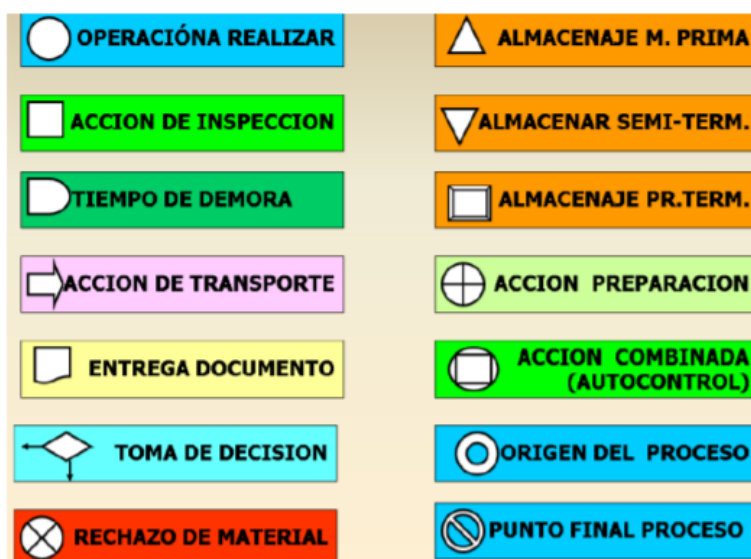 OPERACIÓNA REALIZAR
ACCION DE INSPECCION
TIEMPO DE DEMORA
ACCION DE TRANSPORTE
ENTREGA DOCUMENTO
TOMA DE DECISION
RECHAZO DE MATERIAL
ALMACENAJE M. PRIMA
ALMACENAR SEMI-TERM.
ALMACENAJE PR.TERM.
ACCION PREPARACION
ACCION COMBINADA
(AUTOCONTROL)
ORIGEN DEL PROCESO
PUNTO FINAL PROCESO